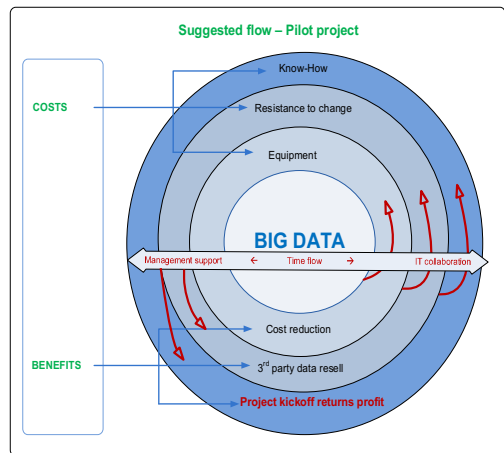 Suggested flow – Pilot project
Know-How
COSTS
Resistance to change
Equipment
BIG DATA
Management support ← Time flow → IT collaboration
Cost reduction
BENEFITS
3rd party data resell
Project kickoff returns profit